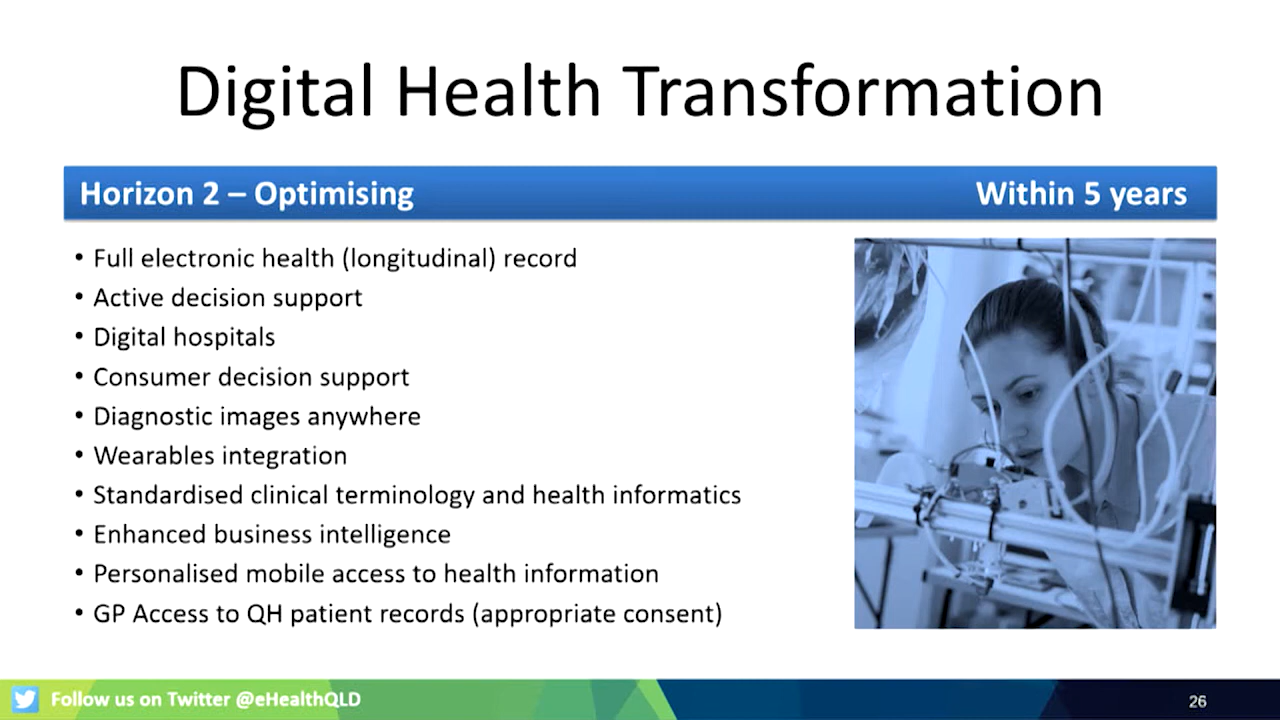 Digital Health Transformation
Horizon 2 – Optimising
Within 5 years
• Full electronic health (longitudinal) record
• Active decision support
• Digital hospitals
• Consumer decision support
• Diagnostic images anywhere
• Wearables integration
• Standardised clinical terminology and health informatics
• Enhanced business intelligence
• Personalised mobile access to health information
• GP Access to QH patient records (appropriate consent)
Follow us on Twitter @eHealthQLD
26